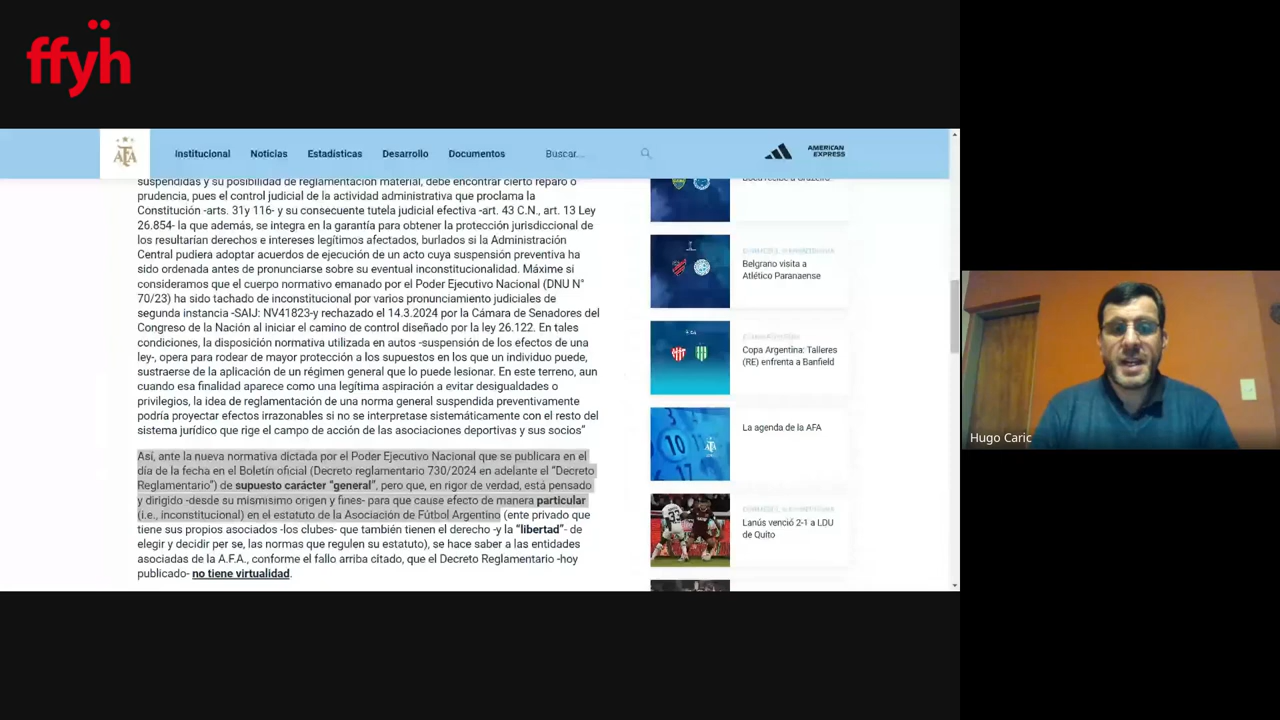 ffyh
AFA
Institucional
Noticias
Estadísticas
Desarrollo
Documentos
Buscar...
AMERICAN
EXPRESS
suspendidas y su posibilidad de reglamentación material, debe encontrar cierto reparo o
prudencia, pues el control judicial de la actividad administrativa que proclama la
Constitución -arts. 31y 116- y su consecuente tutela judicial efectiva -art. 43 C.N., art. 13 Ley
26.854- la que además, se integra en la garantía para obtener la protección jurisdiccional de
los resultarían derechos e intereses legítimos afectados, burlados si la Administración
Central pudiera adoptar acuerdos de ejecución de un acto cuya suspensión preventiva ha
sido ordenada antes de pronunciarse sobre su eventual inconstitucionalidad. Máxime si
consideramos que el cuerpo normativo emanado por el Poder Ejecutivo Nacional (DNU N°
70/23) ha sido tachado de inconstitucional por varios pronunciamiento judiciales de
segunda instancia -SAIJ: NV41823-y rechazado el 14.3.2024 por la Cámara de Senadores del
Congreso de la Nación al iniciar el camino de control diseñado por la ley 26.122. En tales
condiciones, la disposición normativa utilizada en autos -suspensión de los efectos de una
ley-, opera para rodear de mayor protección a los supuestos en los que un individuo puede,
sustraerse de la aplicación de un régimen general que lo puede lesionar. En este terreno, aun
cuando esa finalidad aparece como una legítima aspiración a evitar desigualdades o
privilegios, la idea de reglamentación de una norma general suspendida preventivamente
podría proyectar efectos irrazonables si no se interpretase sistemáticamente con el resto del
sistema jurídico que rige el campo de acción de las asociaciones deportivas y sus socios”
Así, ante la nueva normativa dictada por el Poder Ejecutivo Nacional que se publicara en el
día de la fecha en el Boletín oficial (Decreto reglamentario 730/2024 en adelante el “Decreto
Reglamentario”) de supuesto carácter “general”, pero que, en rigor de verdad, está pensado
y dirigido -desde su mismisimo origen y fines- para que cause efecto de manera particular
(i.e., inconstitucional) en el estatuto de la Asociación de Fútbol Argentino (ente privado que
tiene sus propios asociados -los clubes- que también tienen el derecho -y la “libertad”- de
elegir y decidir per se, las normas que regulen su estatuto), se hace saber a las entidades
asociadas de la A.F.A., conforme el fallo arriba citado, que el Decreto Reglamentario -hoy
publicado- no tiene virtualidad.
Belgrano visita a
Atlético Paranaense
Copa Argentina: Talleres
(RE) enfrenta a Banfield
La agenda de la AFA
10
17
AFA
Lanús venció 2-1 a LDU
de Quito
Hugo Caric